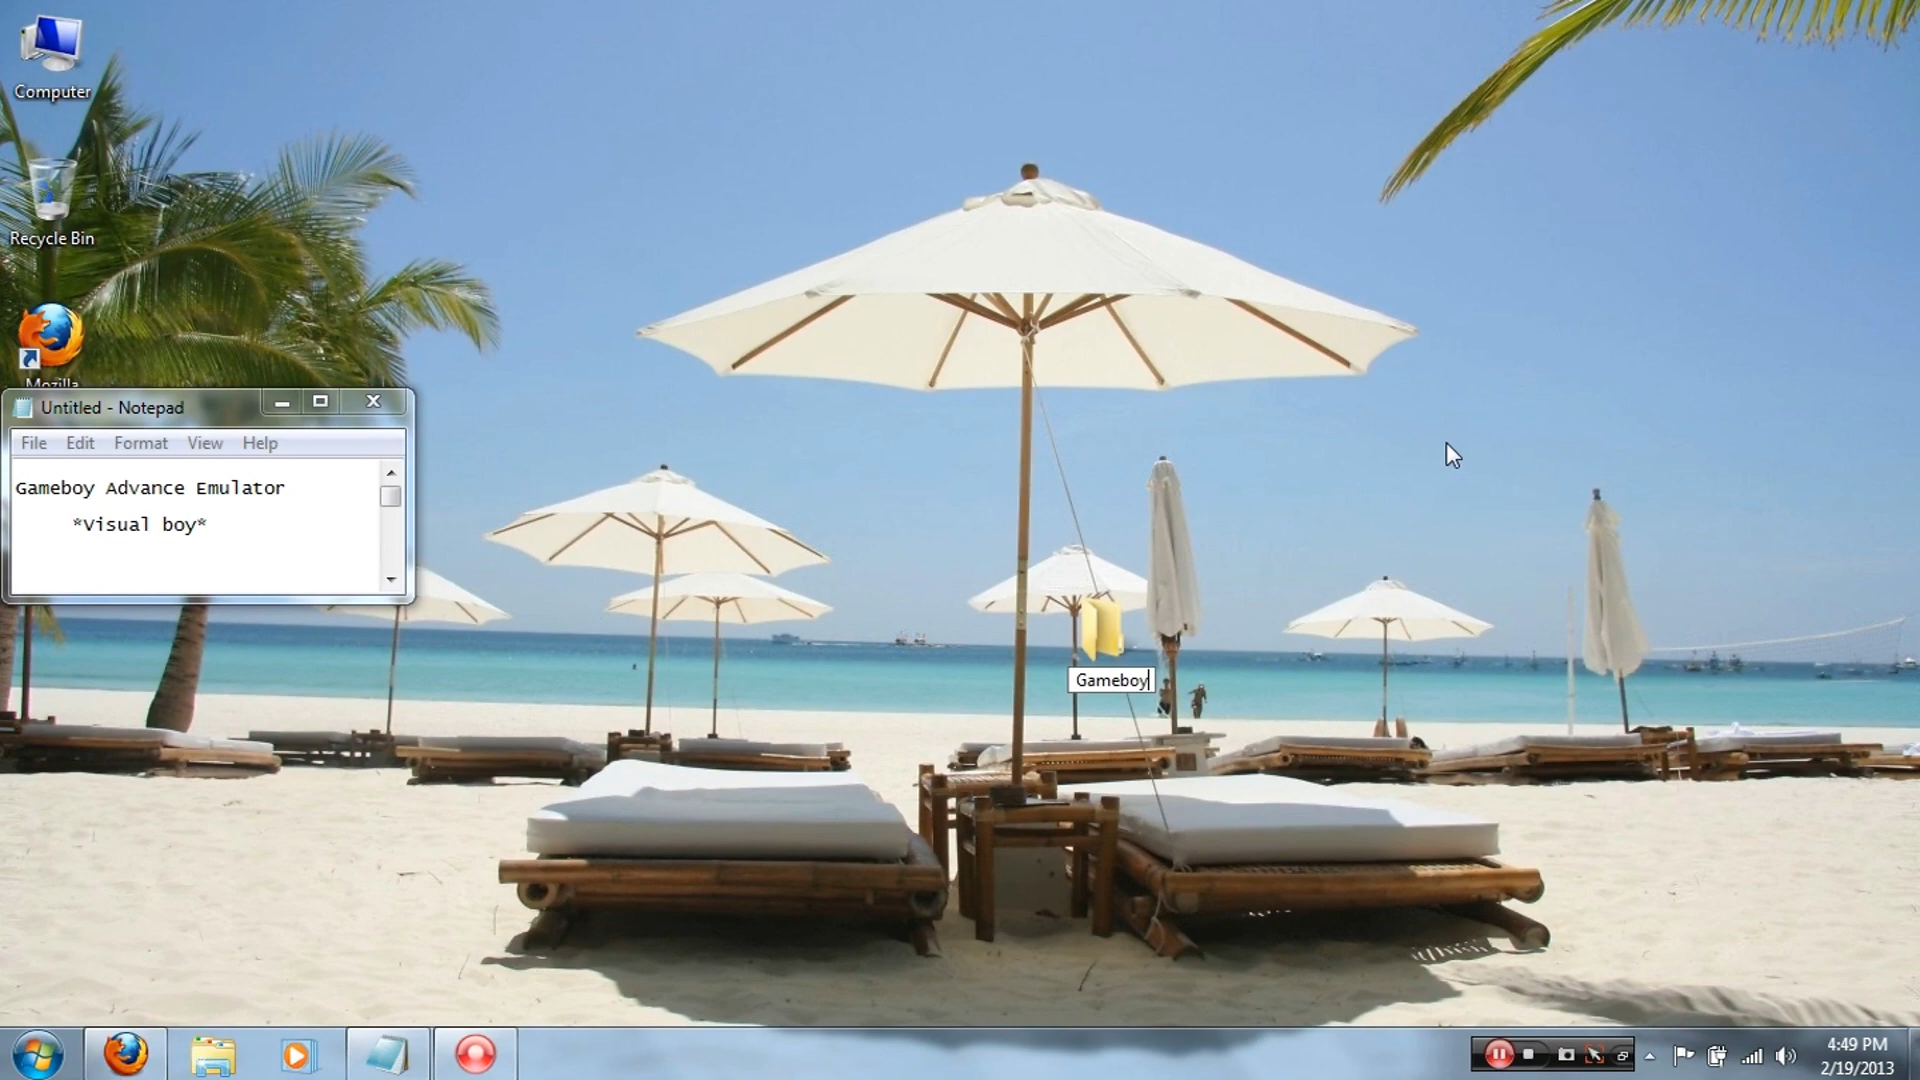 Computer
Recycle Bin
Mozilla
Untitled - Notepad
File Edit Format View Help
Gameboy Advance Emulator
*Visual boy*
Gameboy
4:49 PM
2/19/2013